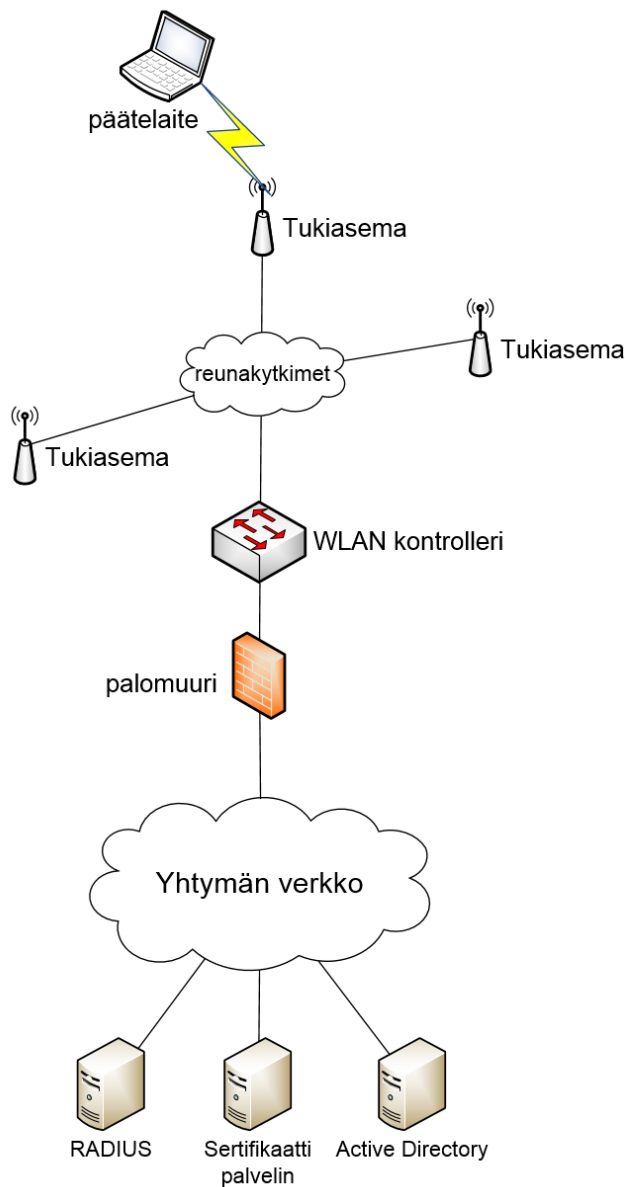 päätelaite
Tukiasema
reunakytkimet
Tukiasema
Tukiasema
WLAN kontrolleri
palomuuri
Yhtymän verkko
RADIUS
Sertifikaatti
palvelin
Active Directory